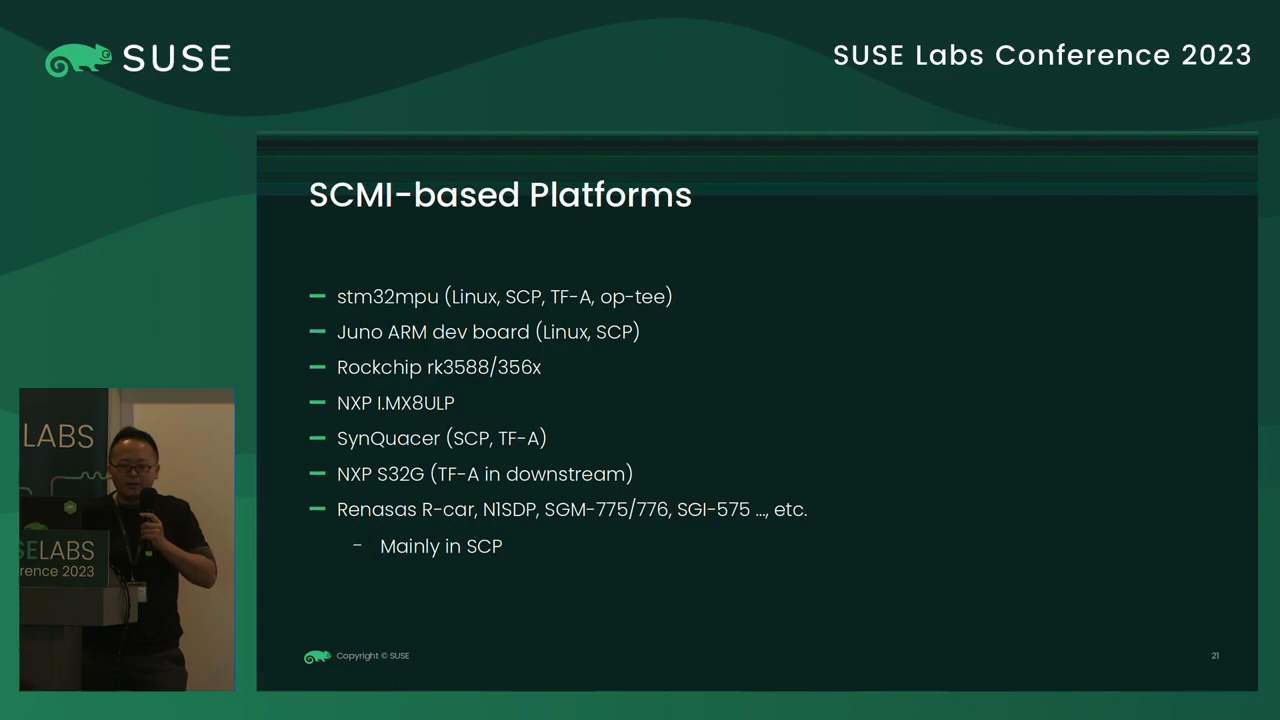 SUSE
SUSE Labs Conference 2023
SCMI-based Platforms
stm32mpu (Linux, SCP, TF-A, op-tee)
Juno ARM dev board (Linux, SCP)
Rockchip rk3588/356x
NXP I.MX8ULP
SynQuacer (SCP, TF-A)
NXP S32G (TF-A in downstream)
Renasas R-car, N1SDP, SGM-775/776, SGI-575 ..., etc.
- Mainly in SCP
Copyright © SUSE
21
LABS
SELABS
rence 2023